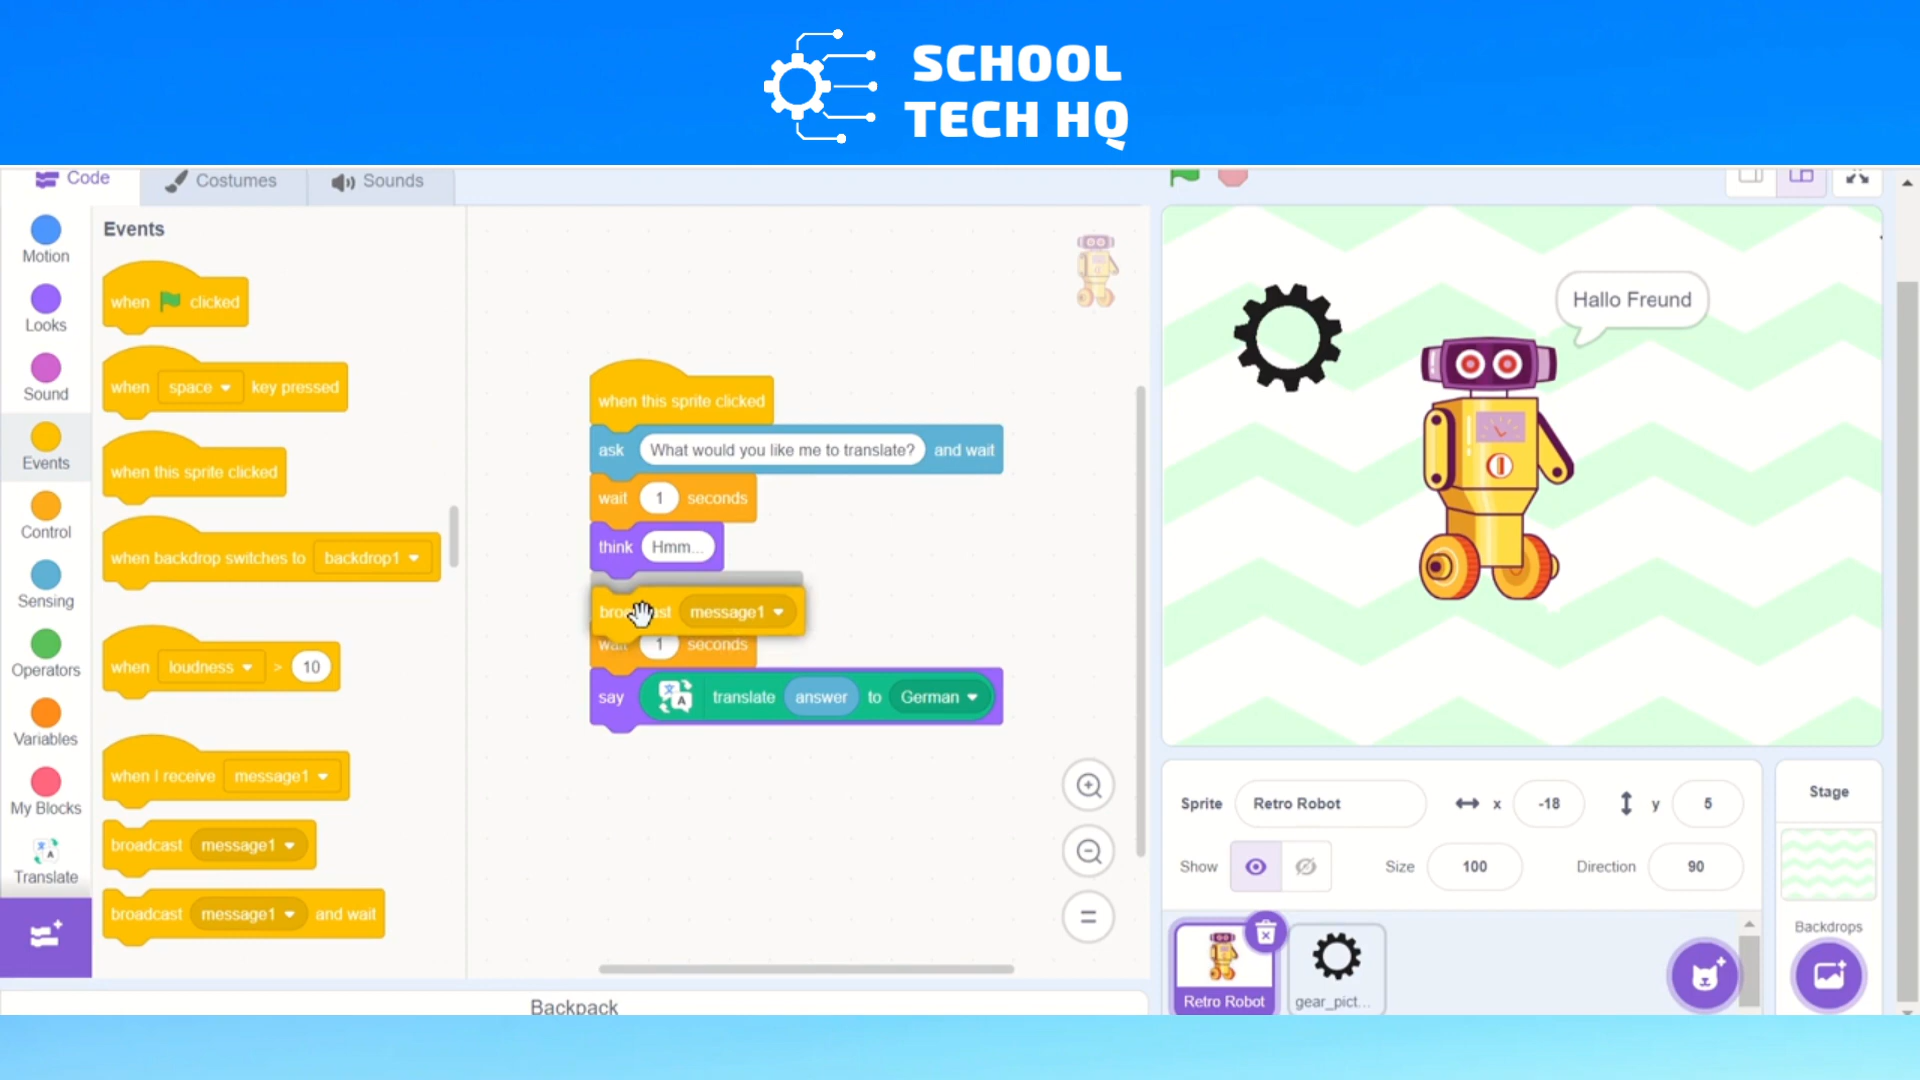 SCHOOL
TECH HQ
Code
Costumes
Sounds
Motion
Looks
Sound
Events
Control
Sensing
Operators
Variables
My Blocks
Translate
Events
when clicked
when space key pressed
when this sprite clicked
when backdrop switches to backdrop1
when loudness > 10
when I receive message1
broadcast message1
broadcast message1 and wait
when this sprite clicked
ask What would you like me to translate? and wait
wait 1 seconds
think Hmm...
broadcast message1
wait 1 seconds
say translate answer to German
Backpack
Hallo Freund
Sprite Retro Robot x -18 y 5
Show Size 100 Direction 90
Retro Robot
gear_pict...
Stage
Backdrops